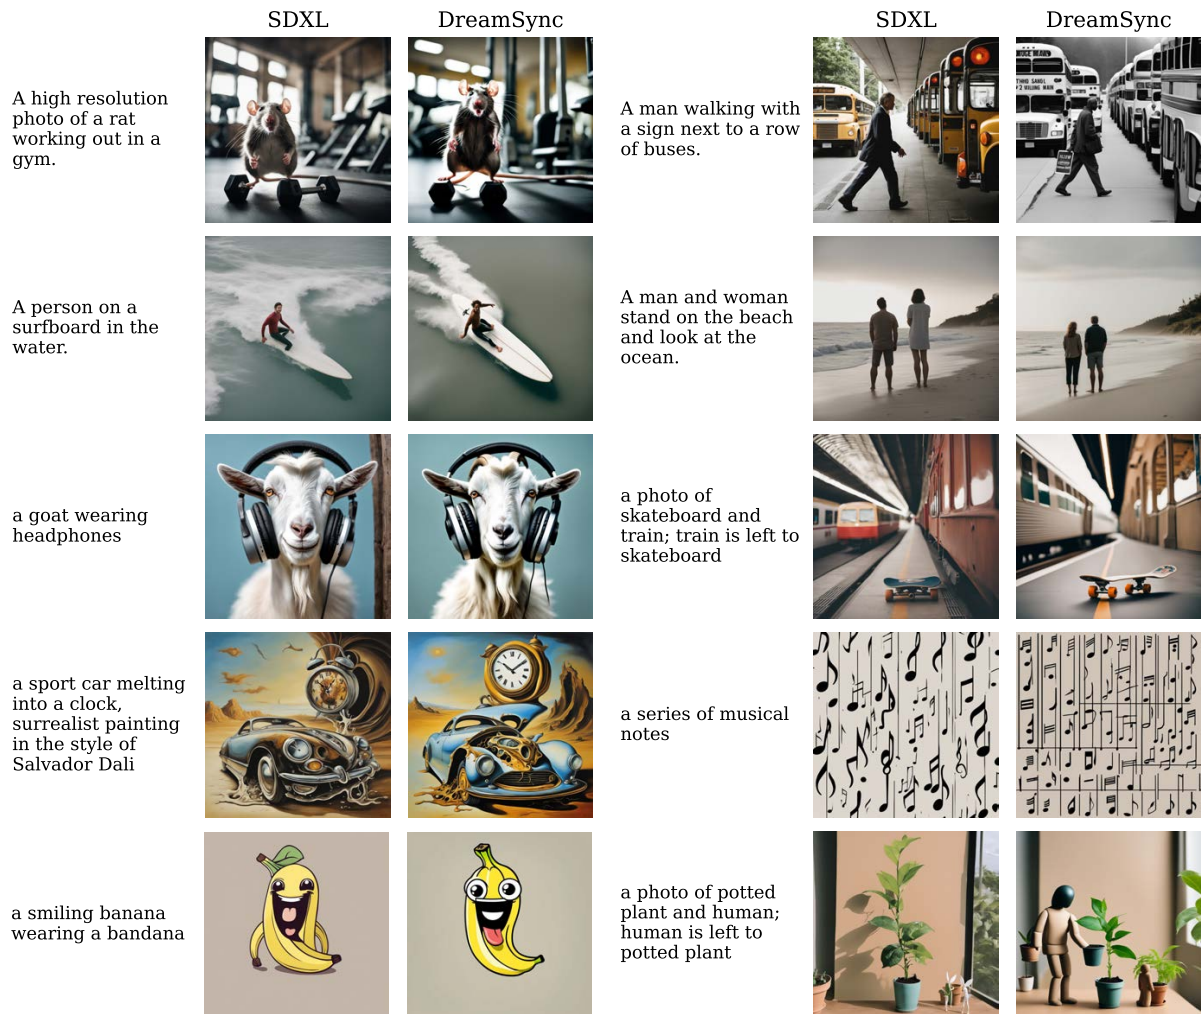 SDXL
DreamSync
A high resolution
photo of a rat
working out in a
gym.
A person on a
surfboard in the
water.
a goat wearing
headphones
a sport car melting
into a clock,
surrealist painting
in the style of
Salvador Dali
a smiling banana
wearing a bandana
SDXL
DreamSync
A man walking with
a sign next to a row
of buses.
A man and woman
stand on the beach
and look at the
ocean.
a photo of
skateboard and
train; train is left to
skateboard
a series of musical
notes
a photo of potted
plant and human;
human is left to
potted plant